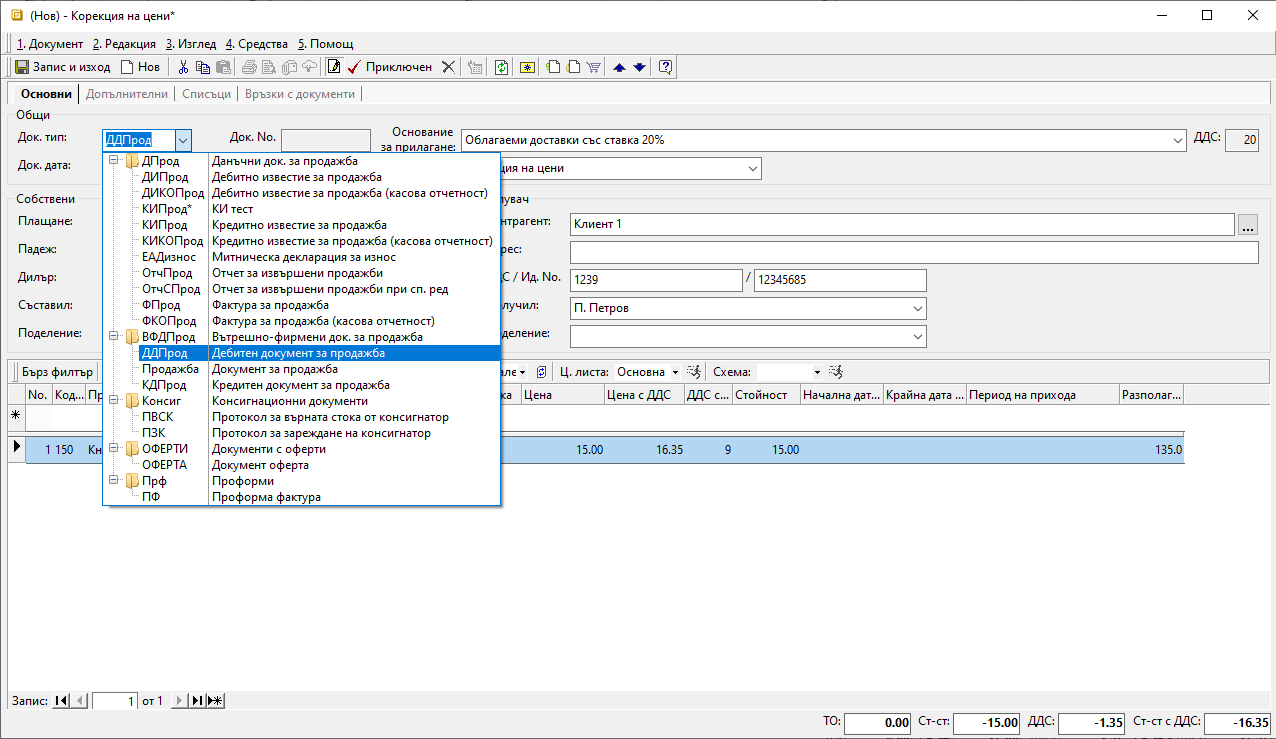 (Нов) - Корекция на цени*
1. Документ 2. Редакция 3. Изглед 4. Средства 5. Помощ
Запис и изход Нов Приключен
Основни Допълнителни Списъци Връзки с документи
Общи
Док. тип: ДДПрод Док. No. Основание за прилагане: Облагаеми доставки със ставка 20% ДДС: 20
Док. дата: ция на цени
ДПрод Данъчни док. за продажба
ДИПрод Дебитно известие за продажба
ДИКОПрод Дебитно известие за продажба (касова отчетност)
КИПрод* КИ тест
КИПрод Кредитно известие за продажба
КИКОПрод Кредитно известие за продажба (касова отчетност)
ЕАДизнос Митническа декларация за износ
ОтчПрод Отчет за извършени продажби
ОтчСПрод Отчет за извършени продажби при сп. ред
ФПрод Фактура за продажба
ФКОПрод Фактура за продажба (касова отчетност)
ВФДПрод Вътрешно-фирмени док. за продажба
ДДПрод Дебитен документ за продажба
Продажба Документ за продажба
КДПрод Кредитен документ за продажба
Консиг Консигнационни документи
ПВСК Протокол за върната стока от консигнатор
ПЗК Протокол за зареждане на консигнатор
ОФЕРТИ Документи с оферти
ОФЕРТА Документ оферта
Прф Проформи
ПФ Проформа фактура
Собствени
Плащане:
Падеж:
Дилър:
Съставил:
Поделение:
увач
нтрагент: Клиент 1 ...
рес:
С / Ид. No. 1239 / 12345685
лучил: П. Петров
деление:
Бърз филтър але Ц. листа: Основна Схема:
No. Код... Пр ка Цена Цена с ДДС ДДС с... Стойност Начална дат... Крайна дата ... Период на прихода Разполаг...
1 150 Кн 15.00 16.35 9 15.00 135.0
Запис: 1 от 1
ТО: 0.00 Ст-ст: -15.00 ДДС: -1.35 Ст-ст с ДДС: -16.35